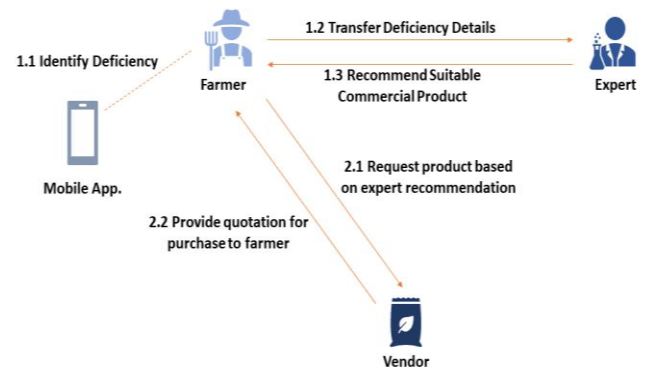 1.2 Transfer Deficiency Details
1.1 Identify Deficiency
Farmer
1.3 Recommend Suitable
Commercial Product
Expert
Mobile App.
2.1 Request product based
on expert recommendation
2.2 Provide quotation for
purchase to farmer
Vendor